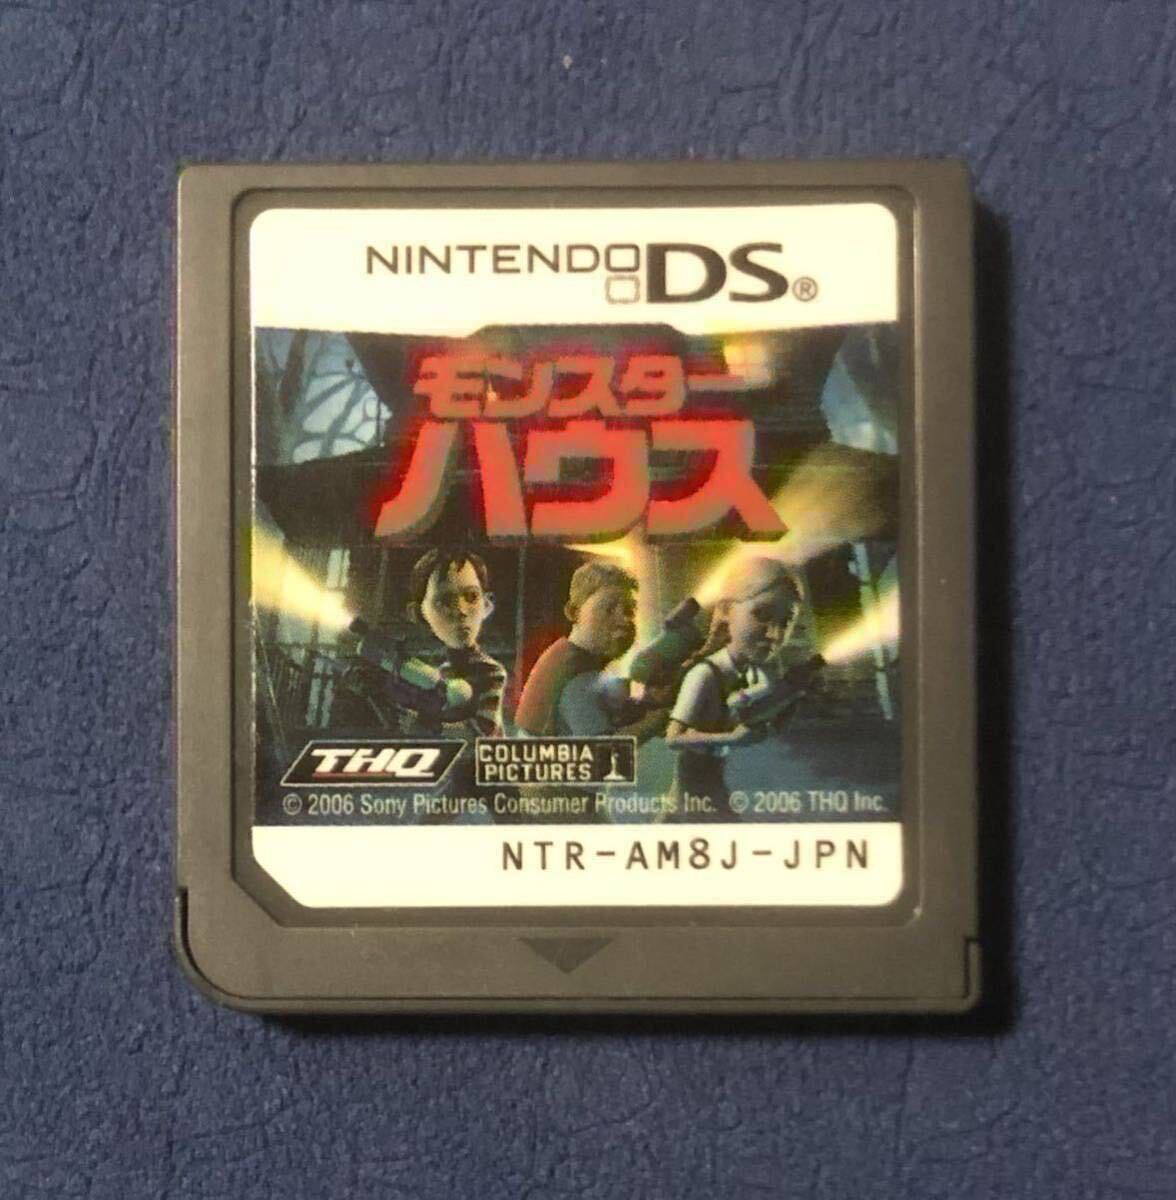 NINTENDO DS®
モンスター
ハウス
THQ
COLUMBIA
PICTURES
© 2006 Sony Pictures Consumer Products Inc. © 2006 THQ Inc.
NTR-AM8J-JPN